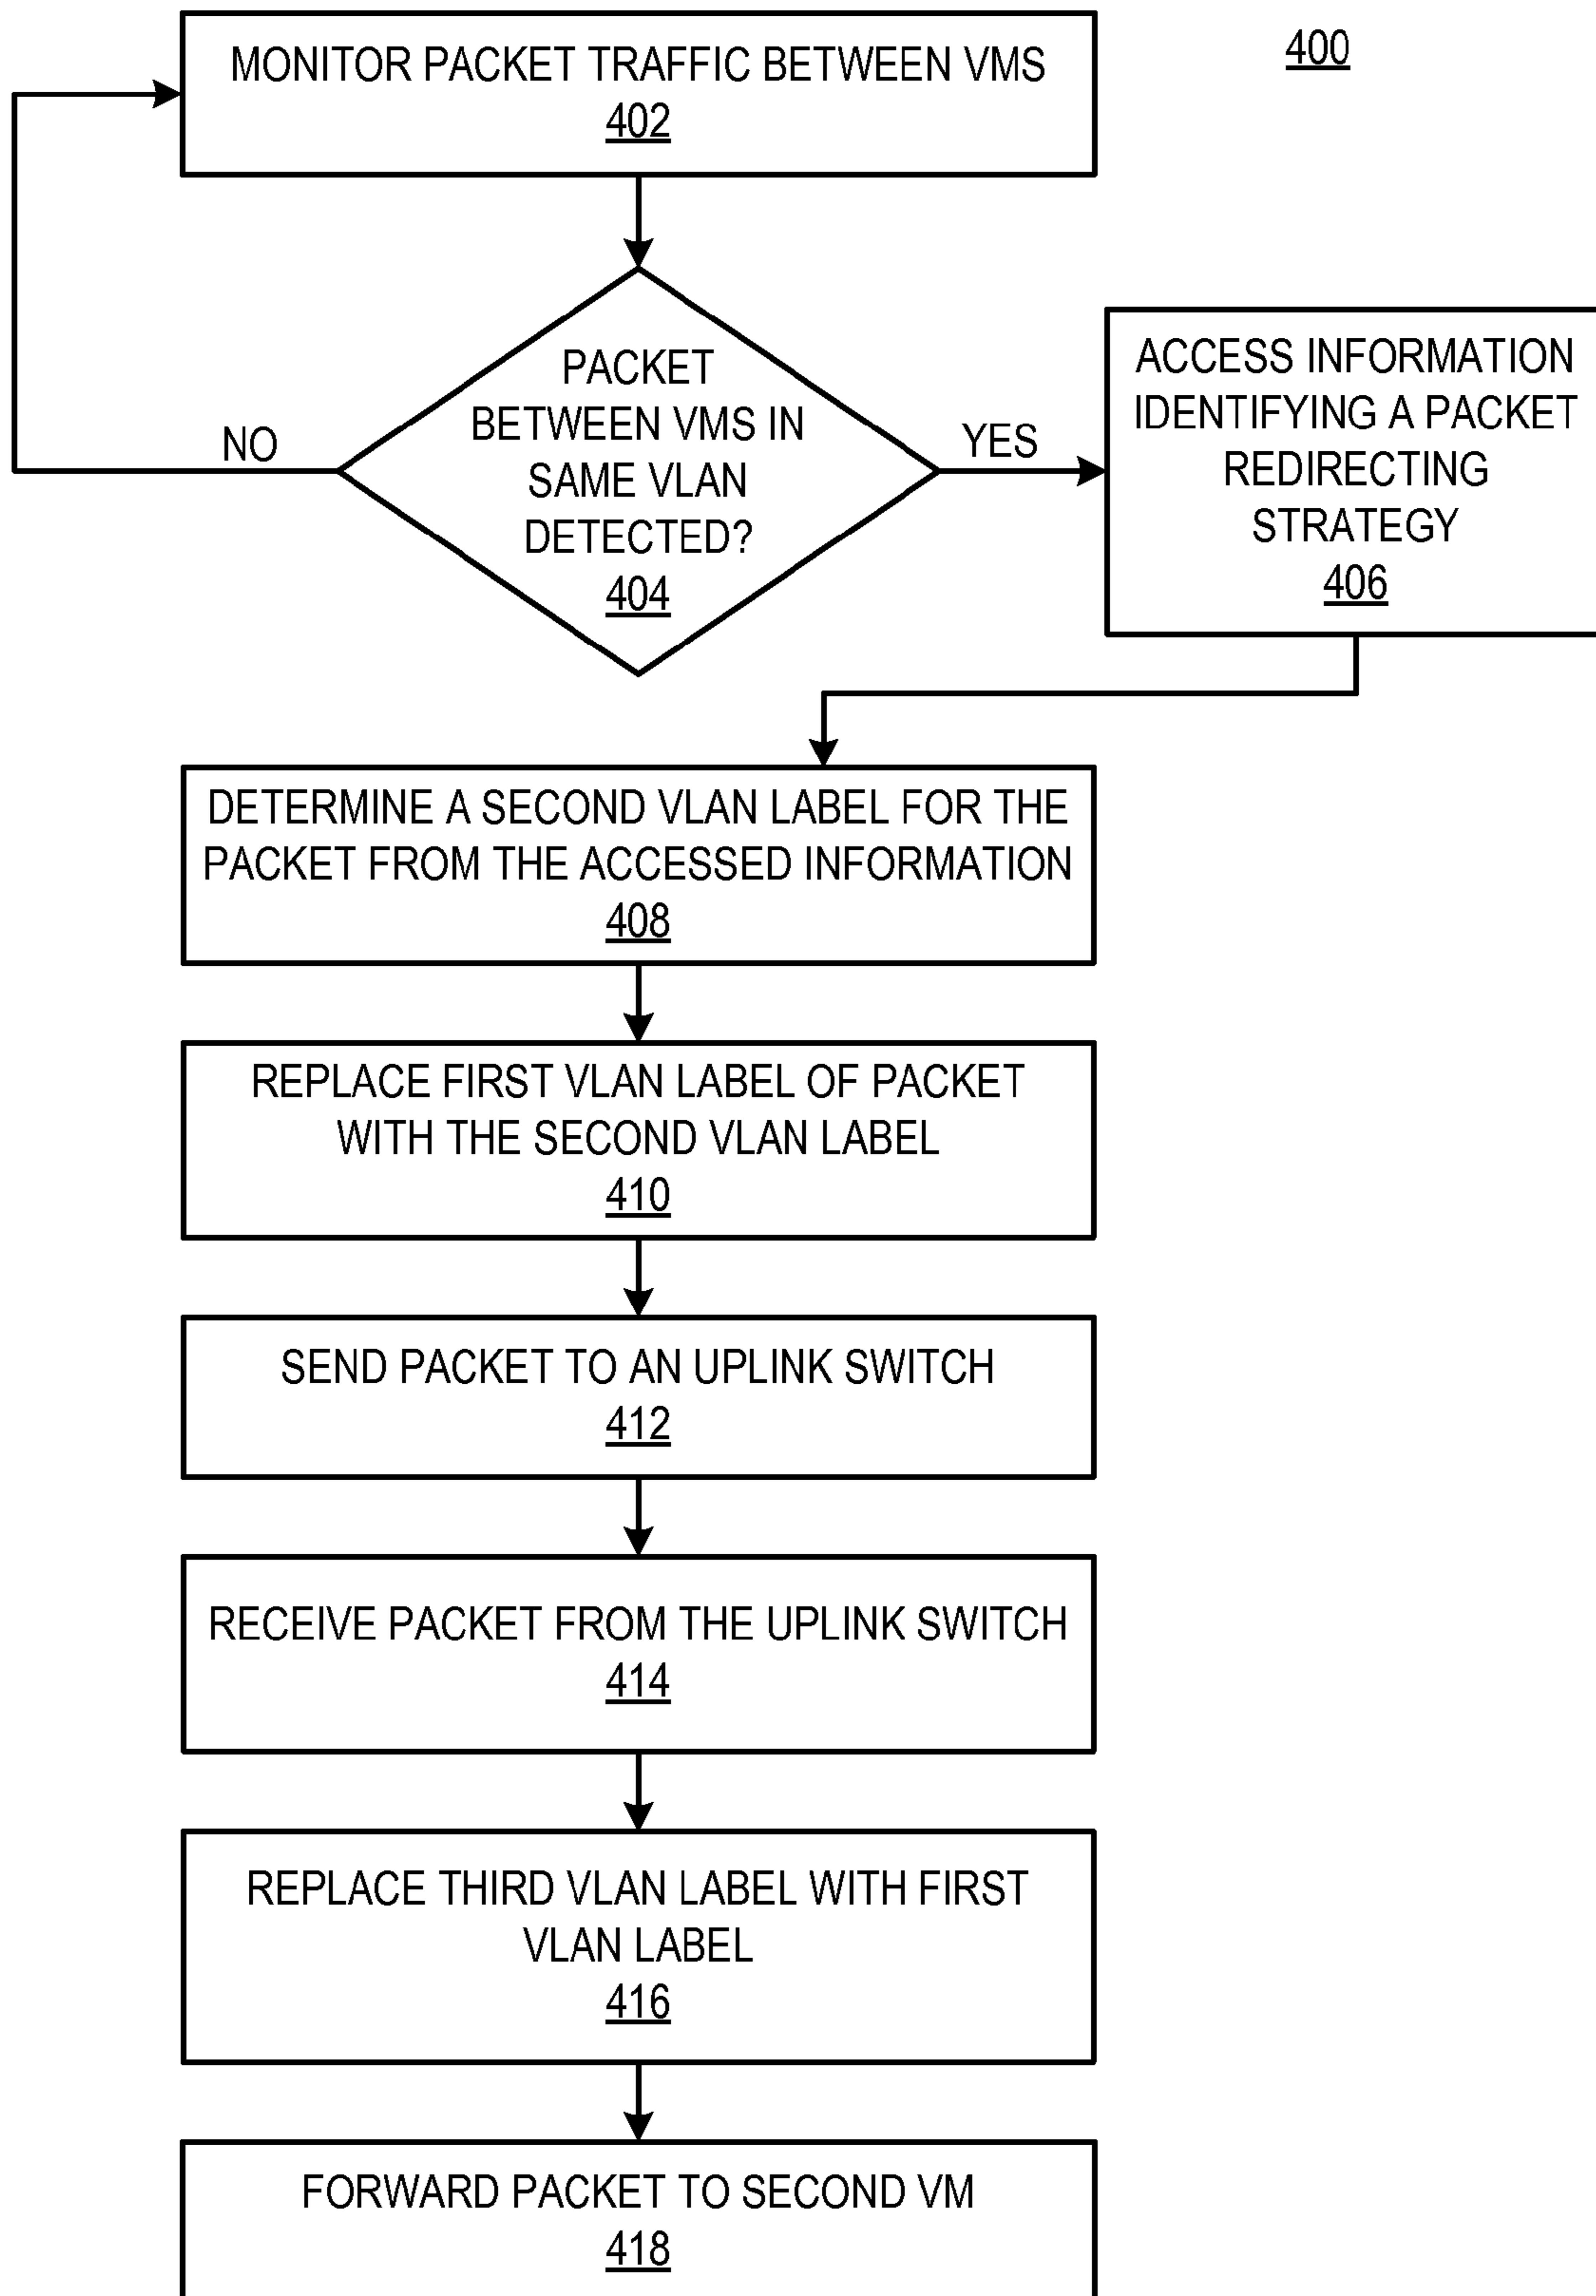 400
MONITOR PACKET TRAFFIC BETWEEN VMS
402
PACKET
BETWEEN VMS IN
SAME VLAN
DETECTED?
404
NO
YES
ACCESS INFORMATION
IDENTIFYING A PACKET
REDIRECTING
STRATEGY
406
DETERMINE A SECOND VLAN LABEL FOR THE
PACKET FROM THE ACCESSED INFORMATION
408
REPLACE FIRST VLAN LABEL OF PACKET
WITH THE SECOND VLAN LABEL
410
SEND PACKET TO AN UPLINK SWITCH
412
RECEIVE PACKET FROM THE UPLINK SWITCH
414
REPLACE THIRD VLAN LABEL WITH FIRST
VLAN LABEL
416
FORWARD PACKET TO SECOND VM
418